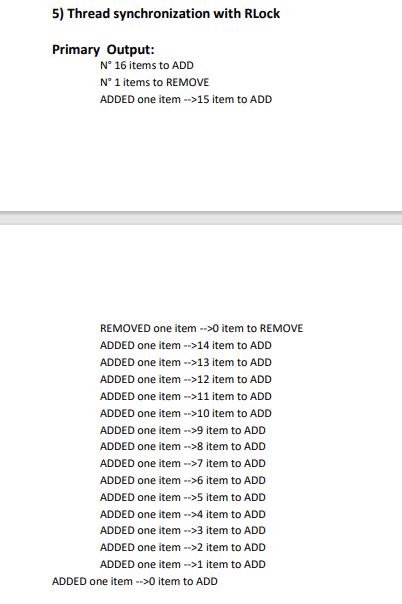 5) Thread synchronization with RLock
Primary Output:
N° 16 items to ADD
N° 1 items to REMOVE
ADDED one item -->15 item to ADD
REMOVED one item -->0 item to REMOVE
ADDED one item -->14 item to ADD
ADDED one item -->13 item to ADD
ADDED one item -->12 item to ADD
ADDED one item -->11 item to ADD
ADDED one item -->10 item to ADD
ADDED one item -->9 item to ADD
ADDED one item -->8 item to ADD
ADDED one item -->7 item to ADD
ADDED one item -->6 item to ADD
ADDED one item -->5 item to ADD
ADDED one item -->4 item to ADD
ADDED one item -->3 item to ADD
ADDED one item -->2 item to ADD
ADDED one item -->1 item to ADD
ADDED one item -->0 item to ADD